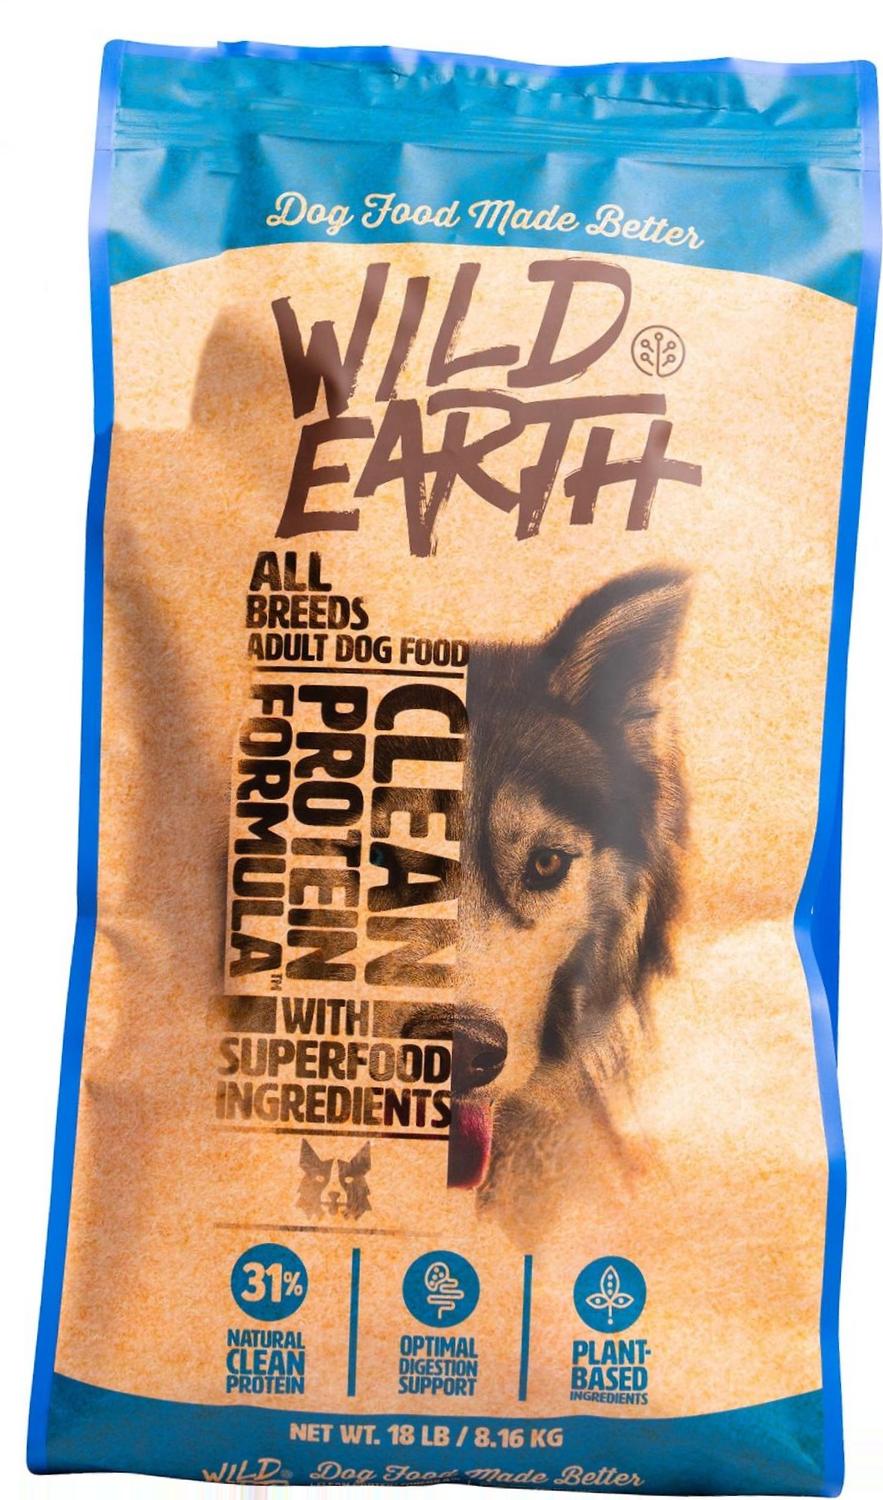 Dog Food Made Better
WILD
EARTH
ALL
BREEDS
ADULT DOG FOOD
CLEAN
PROTEIN
FORMULA™
WITH
SUPERFOOD
INGREDIENTS
31%
NATURAL
CLEAN
PROTEIN
OPTIMAL
DIGESTION
SUPPORT
PLANT-
BASED
INGREDIENTS
NET WT. 18 LB / 8.16 KG
WILD Dog Food Made Better